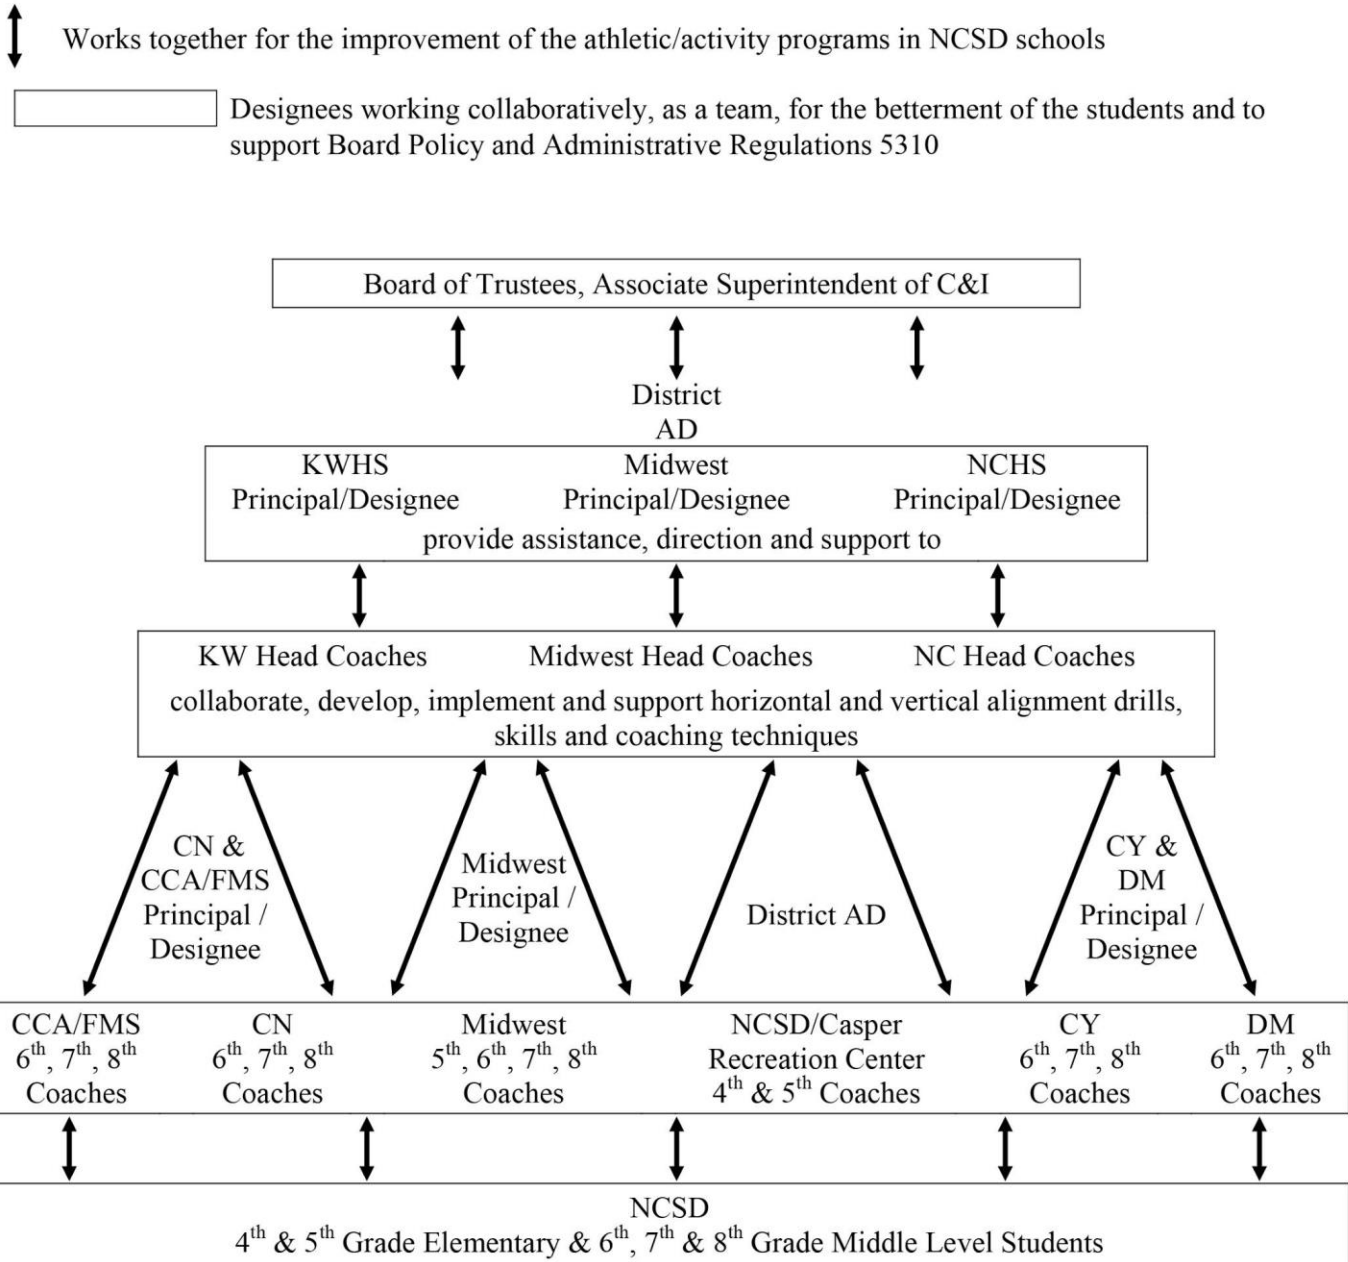 Works together for the improvement of the athletic/activity programs in NCSD schools
Designees working collaboratively, as a team, for the betterment of the students and to
support Board Policy and Administrative Regulations 5310
Board of Trustees, Associate Superintendent of C&I
District
AD
KWHS Midwest NCHS
Principal/Designee Principal/Designee Principal/Designee
provide assistance, direction and support to
KW Head Coaches Midwest Head Coaches NC Head Coaches
collaborate, develop, implement and support horizontal and vertical alignment drills,
skills and coaching techniques
CN &
CCA/FMS
Principal /
Designee
Midwest
Principal /
Designee
District AD
CY &
DM
Principal /
Designee
CCA/FMS
6th, 7th, 8th
Coaches
CN
6th, 7th, 8th
Coaches
Midwest
5th, 6th, 7th, 8th
Coaches
NCSD/Casper
Recreation Center
4th & 5th Coaches
CY
6th, 7th, 8th
Coaches
DM
6th, 7th, 8th
Coaches
NCSD
4th & 5th Grade Elementary & 6th, 7th & 8th Grade Middle Level Students